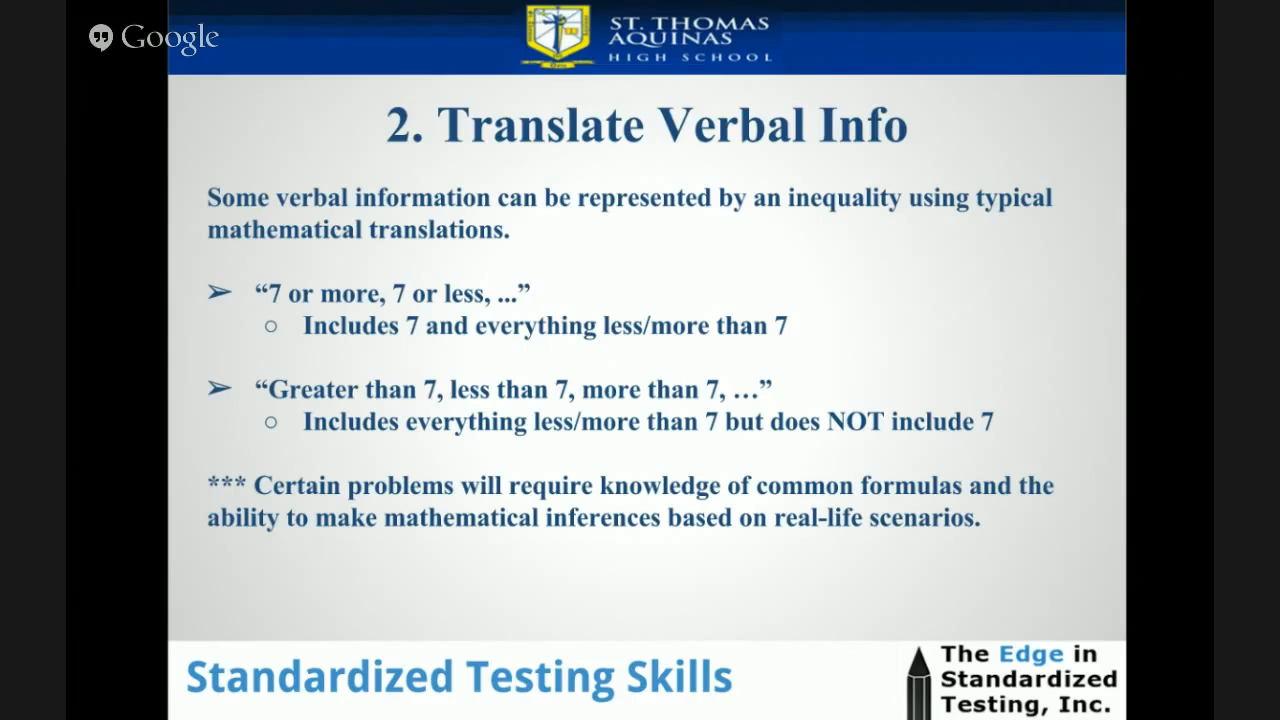 Google
ST. THOMAS
AQUINAS
HIGH SCHOOL
2. Translate Verbal Info
Some verbal information can be represented by an inequality using typical
mathematical translations.
➢ “7 or more, 7 or less, ...”
○ Includes 7 and everything less/more than 7
➢ “Greater than 7, less than 7, more than 7, …”
○ Includes everything less/more than 7 but does NOT include 7
*** Certain problems will require knowledge of common formulas and the
ability to make mathematical inferences based on real-life scenarios.
Standardized Testing Skills
The Edge in
Standardized
Testing, Inc.